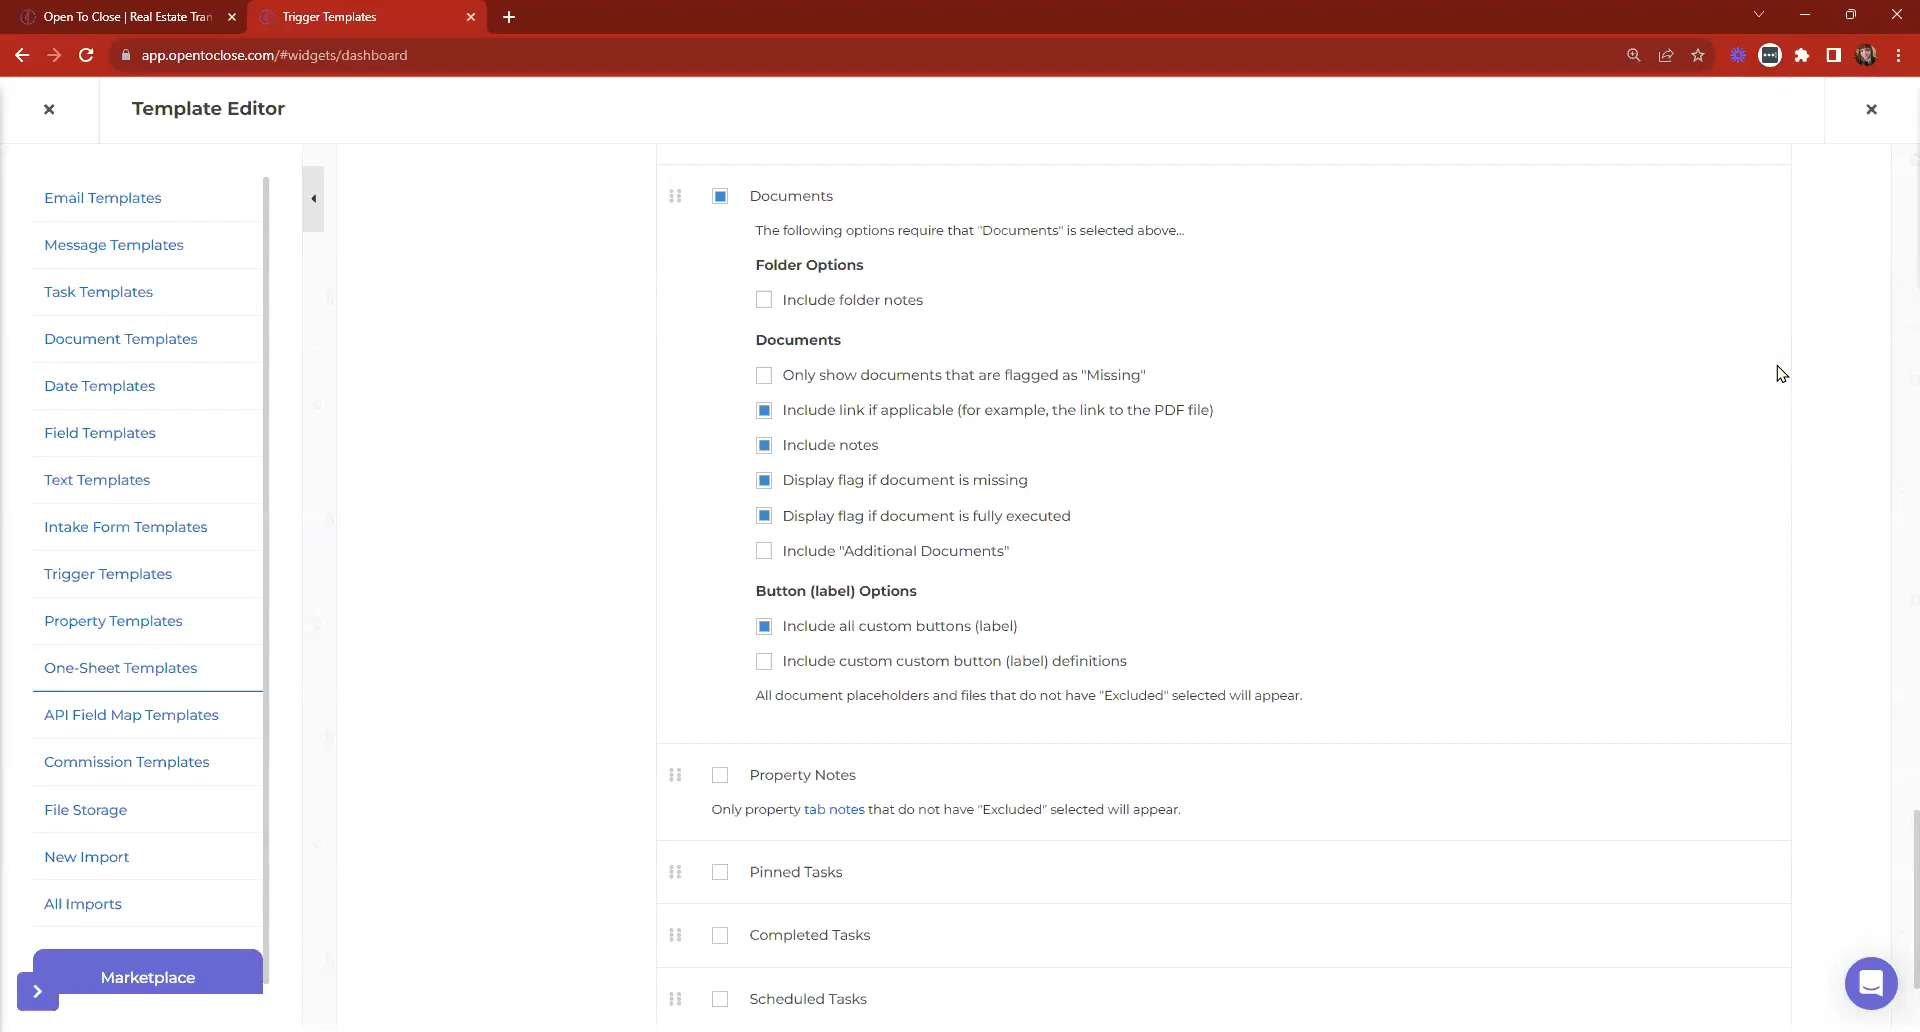 Open To Close | Real Estate Tran
Trigger Templates
app.opentoclose.com/#widgets/dashboard
Template Editor
Email Templates
Message Templates
Task Templates
Document Templates
Date Templates
Field Templates
Text Templates
Intake Form Templates
Trigger Templates
Property Templates
One-Sheet Templates
API Field Map Templates
Commission Templates
File Storage
New Import
All Imports
Marketplace
Documents
The following options require that "Documents" is selected above...
Folder Options
Include folder notes
Documents
Only show documents that are flagged as "Missing"
Include link if applicable (for example, the link to the PDF file)
Include notes
Display flag if document is missing
Display flag if document is fully executed
Include "Additional Documents"
Button (label) Options
Include all custom buttons (label)
Include custom custom button (label) definitions
All document placeholders and files that do not have "Excluded" selected will appear.
Property Notes
Only property tab notes that do not have "Excluded" selected will appear.
Pinned Tasks
Completed Tasks
Scheduled Tasks